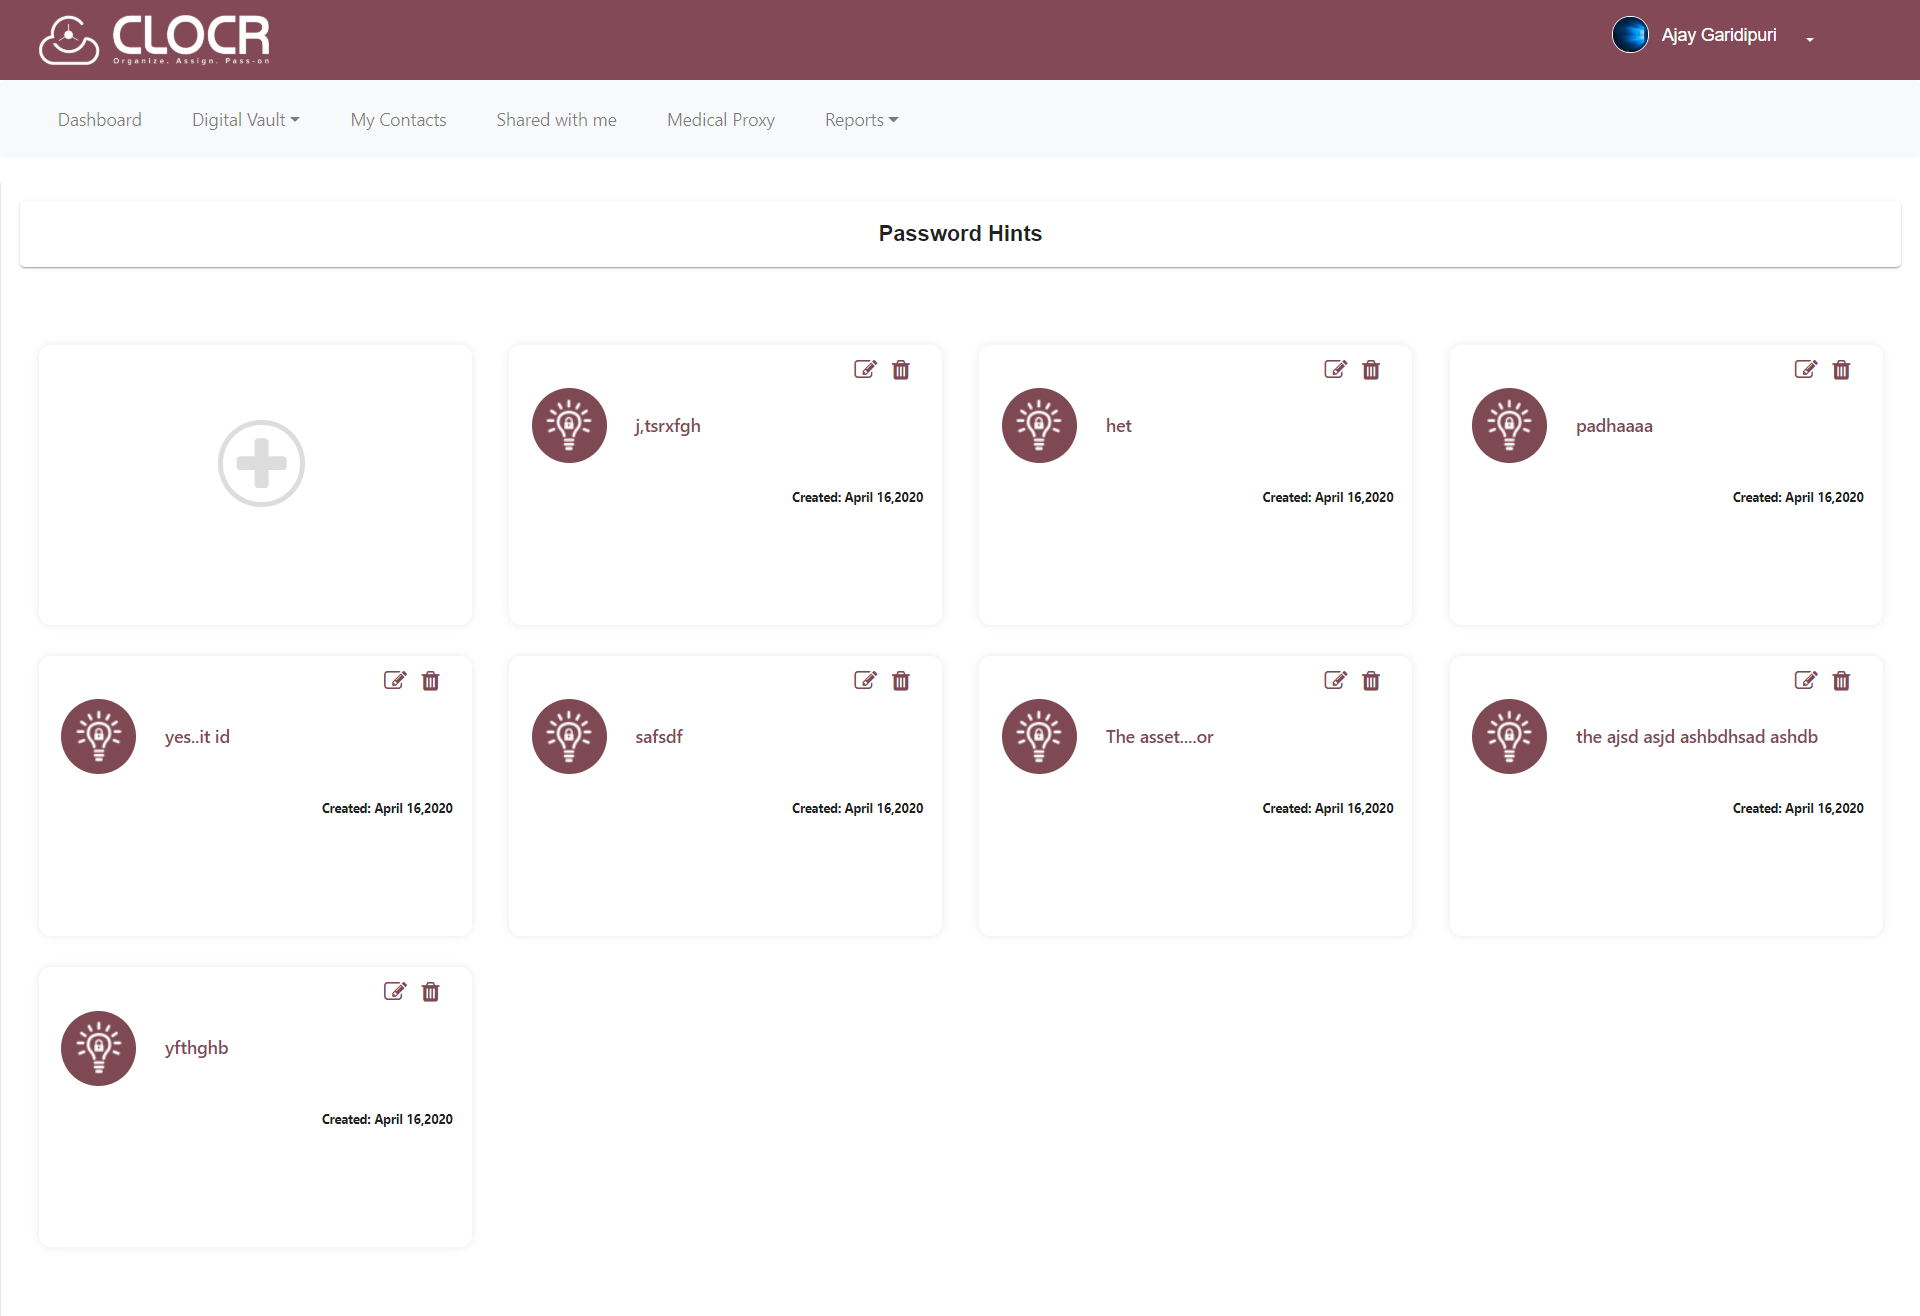 CLOCR
Organize. Assign. Pass-on
Ajay Garidipuri
Dashboard
Digital Vault
My Contacts
Shared with me
Medical Proxy
Reports
Password Hints
j,tsrxfgh
Created: April 16,2020
het
Created: April 16,2020
padhaaaa
Created: April 16,2020
yes..it id
Created: April 16,2020
safsdf
Created: April 16,2020
The asset....or
Created: April 16,2020
the ajsd asjd ashbdhsad ashdb
Created: April 16,2020
yfthghb
Created: April 16,2020